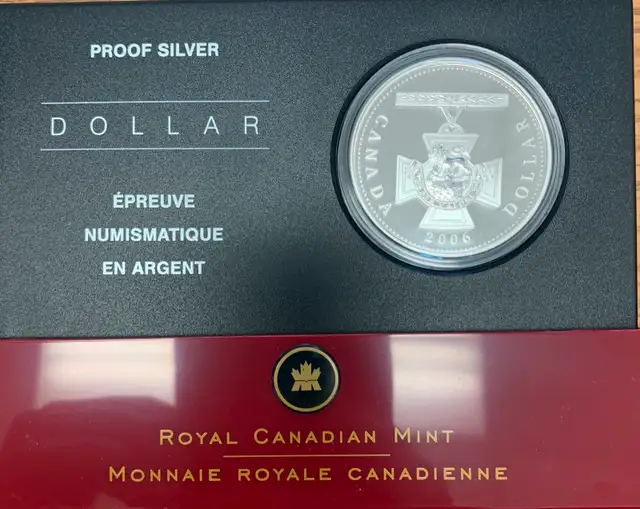 PROOF SILVER
DOLLAR
ÉPREUVE
NUMISMATIQUE
EN ARGENT
CANADA
DOLLAR
2006
ROYAL CANADIAN MINT
MONNAIE ROYALE CANADIENNE